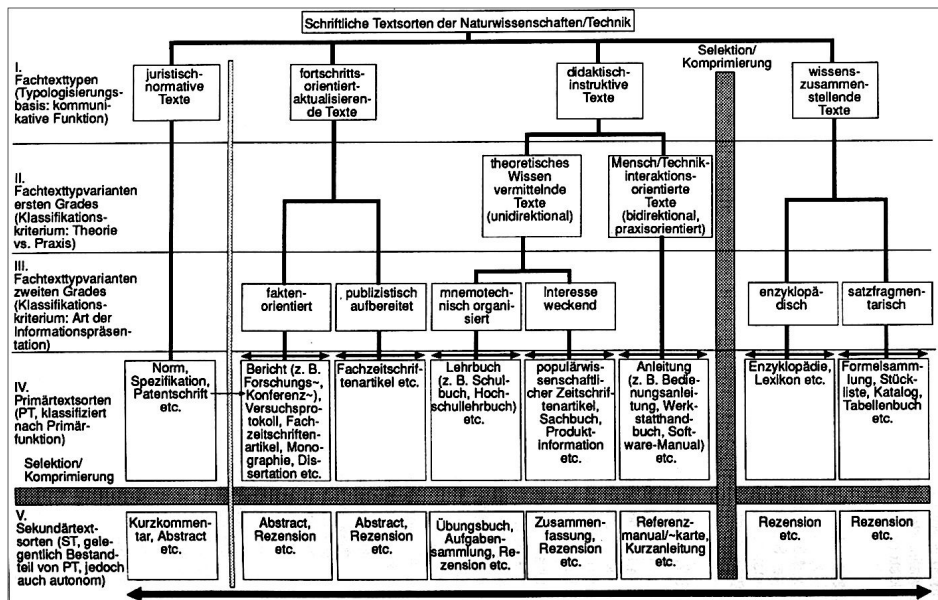 Schriftliche Textsorten der Naturwissenschaften/Technik
Selektion/
Komprimierung
I.
Fachtexttypen
(Typologisierungs-
basis: kommuni-
kative Funktion)
juristisch-
normative
Texte
fortschritts-
orientiert-
aktualisieren-
de Texte
didaktisch-
instruktive
Texte
wissens-
zusammen-
stellende
Texte
II.
Fachtexttypvarianten
ersten Grades
(Klassifikations-
kriterium: Theorie
vs. Praxis)
theoretisches
Wissen
vermittelnde
Texte
(unidirektional)
Mensch/Technik-
interaktions-
orientierte
Texte
(bidirektional,
praxisorientiert)
III.
Fachtexttypvarianten
zweiten Grades
(Klassifikations-
kriterium: Art der
Informationspräsen-
tation)
fakten-
orientiert
publizistisch
aufbereitet
mnemotech-
nisch organi-
siert
Interesse
weckend
enzyklopä-
disch
satzfragmen-
tarisch
IV.
Primärtextsorten
(PT, klassifiziert
nach Primär-
funktion)
Norm,
Spezifikation,
Patentschrift
etc.
Bericht (z. B.
Forschungs~,
Konferenz~),
Versuchspro-
tokoll, Fach-
zeitschriften-
artikel, Mono-
graphie, Dis-
sertation etc.
Fachzeitschrif-
tenartikel etc.
Lehrbuch
(z. B. Schul-
buch, Hoch-
schullehrbuch)
etc.
populärwis-
senschaftli-
cher Zeitschrif-
tenartikel,
Sachbuch,
Produkt-
information
etc.
Anleitung
(z. B. Bedie-
nungsanlei-
tung, Werk-
statthand-
buch, Soft-
ware-Manual)
etc.
Enzyklopädie,
Lexikon etc.
Formelsamm-
lung, Stück-
liste, Katalog,
Tabellenbuch
etc.
Selektion/
Komprimierung
V.
Sekundärtext-
sorten (ST, gele-
gentlich Bestand-
teil von PT, jedoch
auch autonom)
Kurzkommen-
tar, Abstract
etc.
Abstract,
Rezension
etc.
Abstract,
Rezension
etc.
Übungsbuch,
Aufgaben-
sammlung, Re-
zension etc.
Zusammen-
fassung,
Rezension
etc.
Referenz-
manual/~karte,
Kurzanleitung
etc.
Rezension
etc.
Rezension
etc.